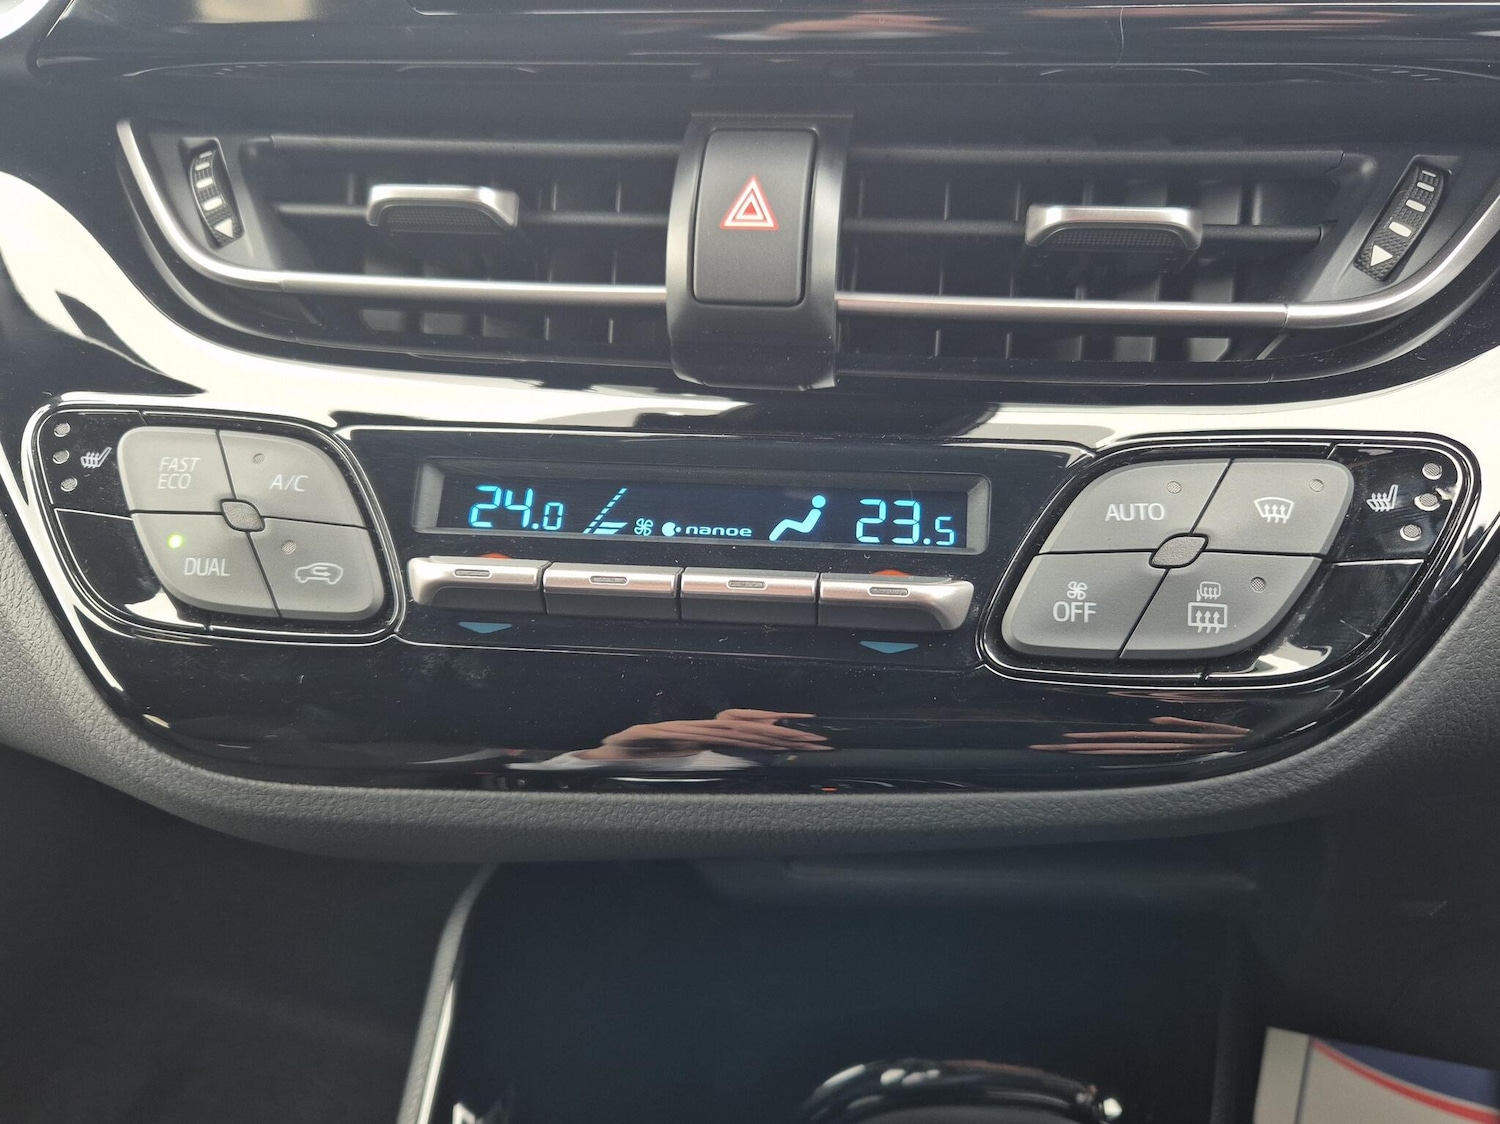 FAST
ECO
A/C
DUAL
24.0
nanoe
23.5
AUTO
OFF